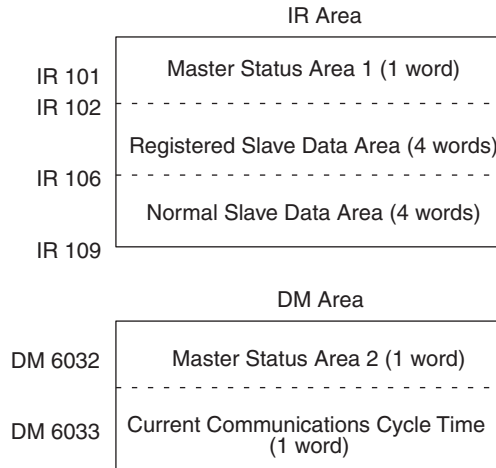 IR Area
IR 101
Master Status Area 1 (1 word)
IR 102
Registered Slave Data Area (4 words)
IR 106
Normal Slave Data Area (4 words)
IR 109
DM Area
DM 6032
Master Status Area 2 (1 word)
DM 6033
Current Communications Cycle Time
(1 word)